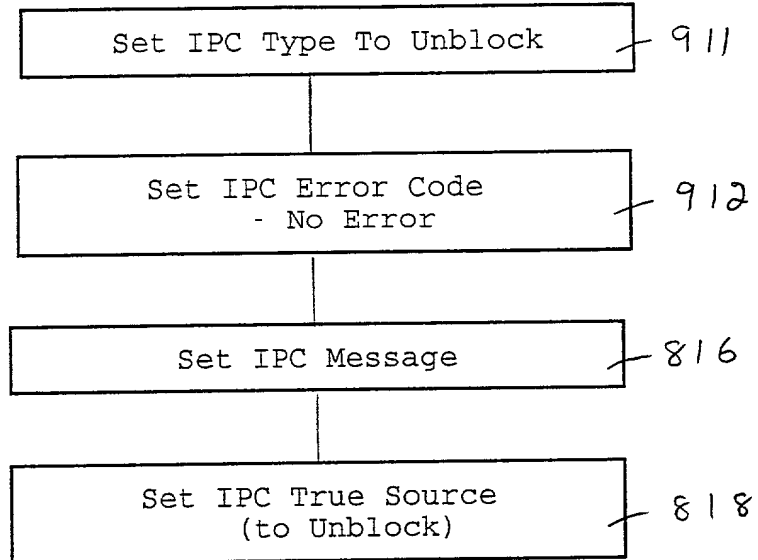 Set IPC Type To Unblock 911
Set IPC Error Code
- No Error 912
Set IPC Message 816
Set IPC True Source
(to Unblock) 818